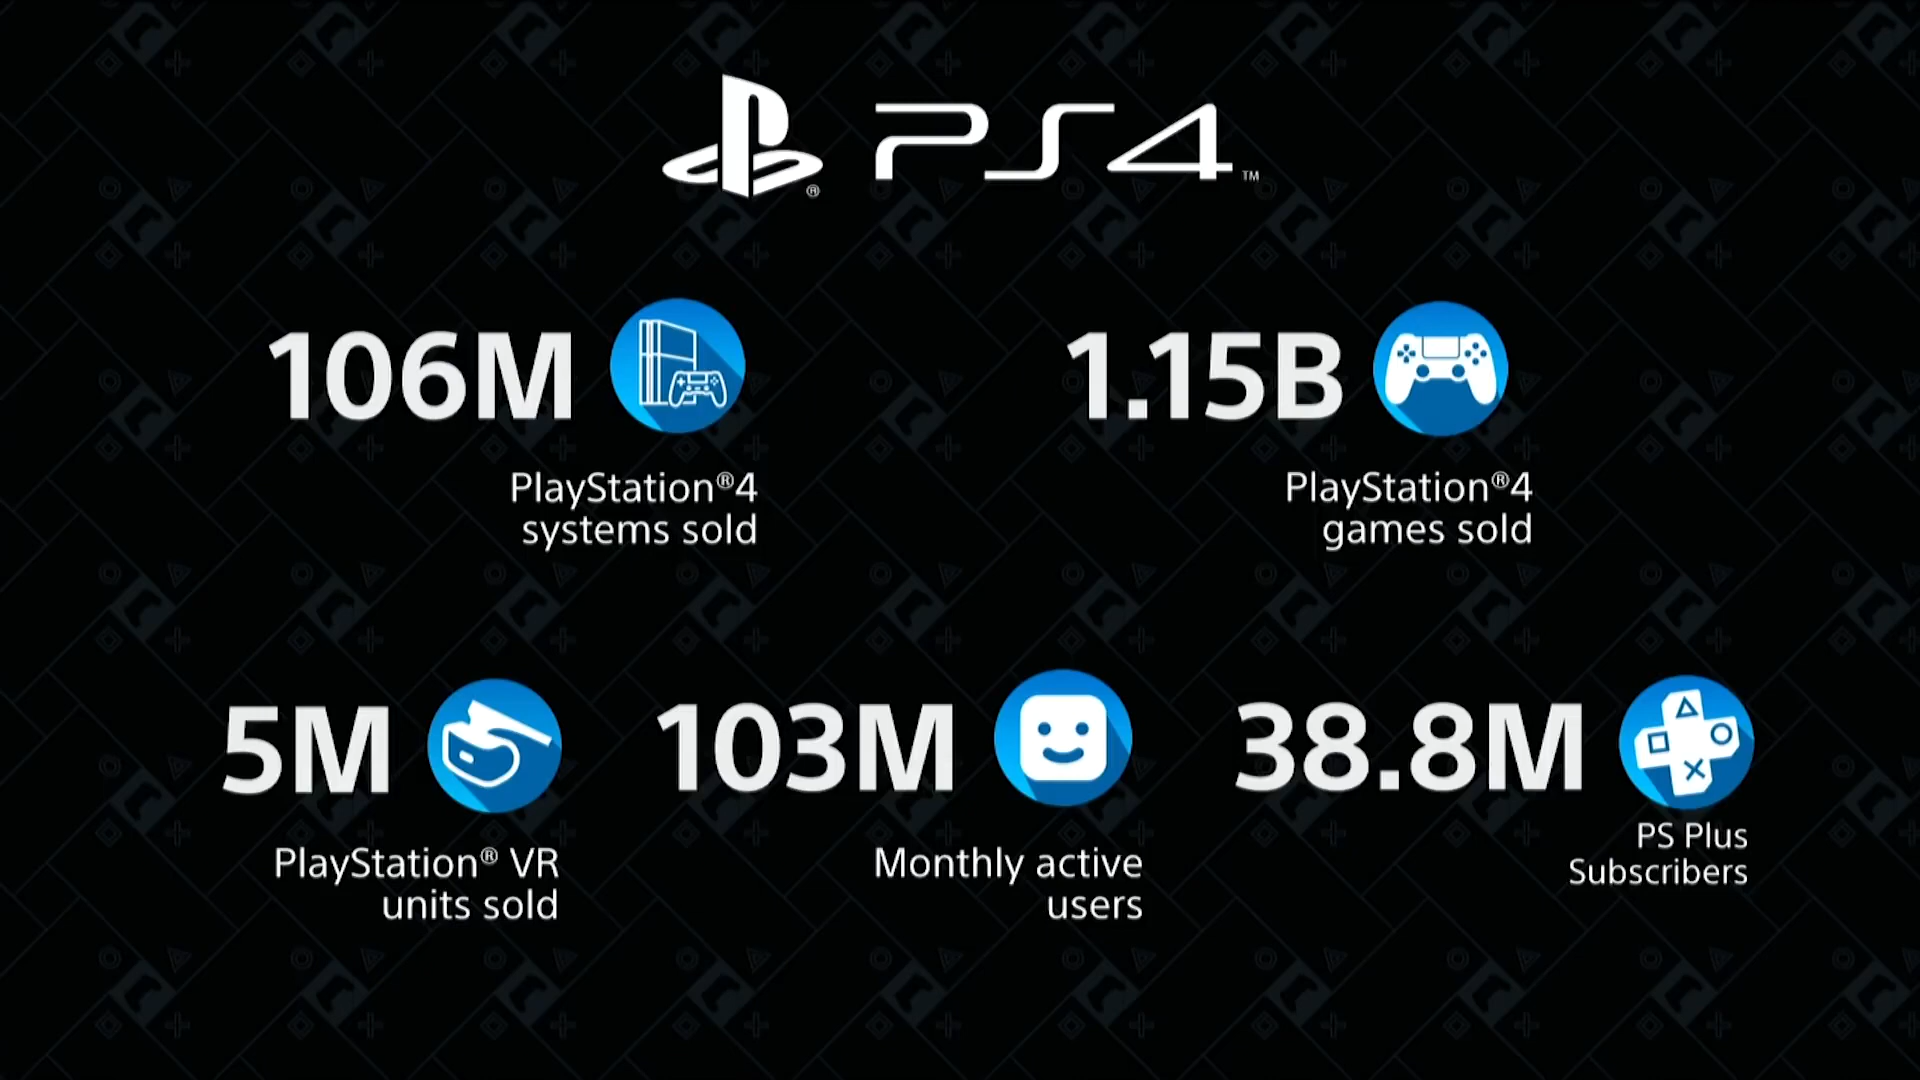 PS4™
106M
PlayStation®4
systems sold
1.15B
PlayStation®4
games sold
5M
PlayStation® VR
units sold
103M
Monthly active
users
38.8M
PS Plus
Subscribers